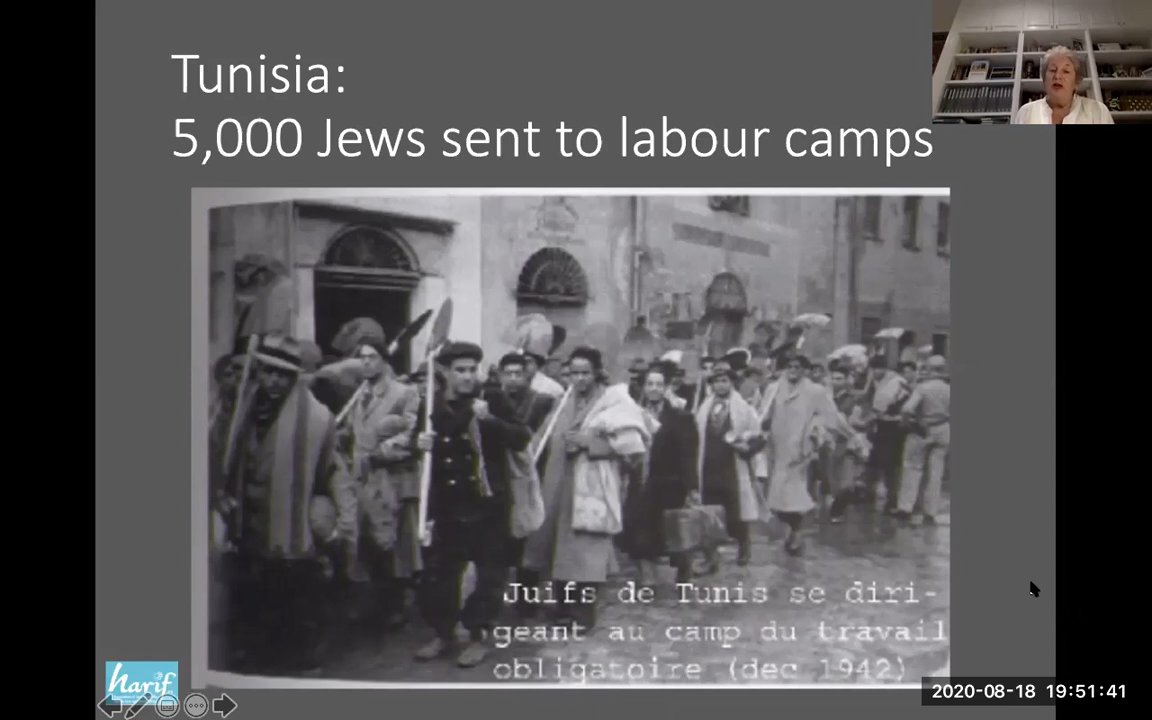 Tunisia:
5,000 Jews sent to labour camps
Juifs de Tunis se diri-
geant au camp du travail
obligatoire (dec 1942)
harif
2020-08-18 19:51:41